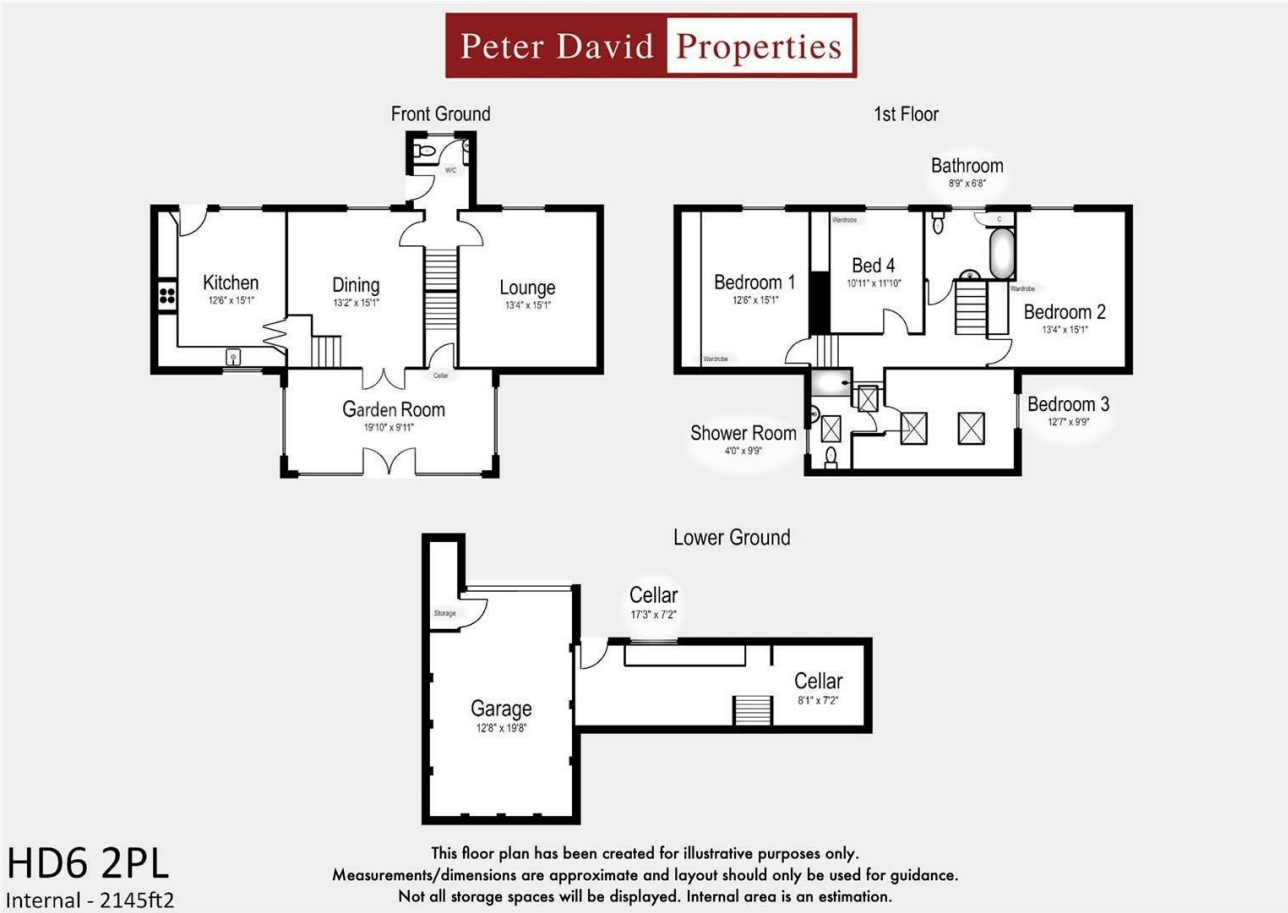 Peter David Properties
Front Ground
W/C
Kitchen
12'6" x 15'1"
Dining
13'2" x 15'1"
Lounge
13'4" x 15'1"
Cellar
Garden Room
19'10" x 9'11"
1st Floor
Bathroom
8'9" x 6'8"
Wardrobe
C
Bedroom 1
12'6" x 15'1"
Bed 4
10'11" x 11'10"
Wardrobe
Bedroom 2
13'4" x 15'1"
Wardrobe
Shower Room
4'0" x 9'9"
Bedroom 3
12'7" x 9'9"
Lower Ground
Storage
Cellar
17'3" x 7'2"
Garage
12'8" x 19'8"
Cellar
8'1" x 7'2"
HD6 2PL
Internal - 2145ft2
This floor plan has been created for illustrative purposes only.
Measurements/dimensions are approximate and layout should only be used for guidance.
Not all storage spaces will be displayed. Internal area is an estimation.